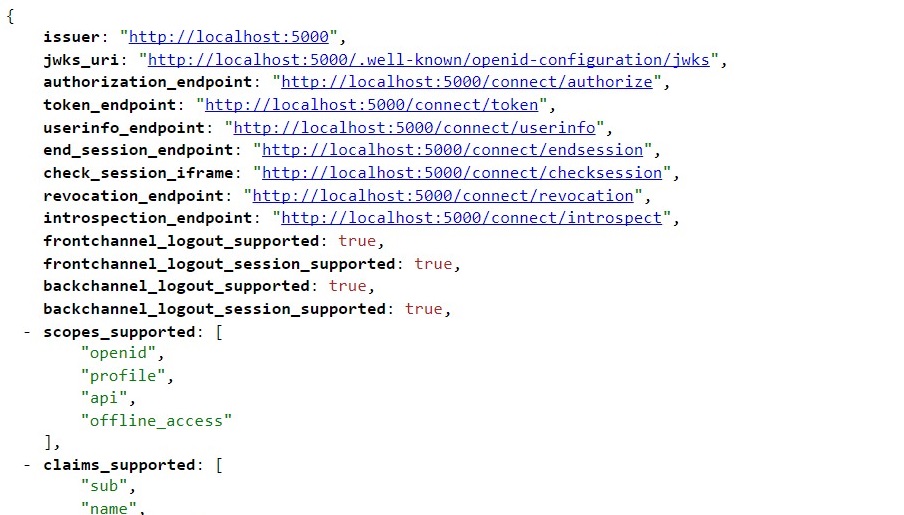 {
issuer: "http://localhost:5000",
jwks_uri: "http://localhost:5000/.well-known/openid-configuration/jwks",
authorization_endpoint: "http://localhost:5000/connect/authorize",
token_endpoint: "http://localhost:5000/connect/token",
userinfo_endpoint: "http://localhost:5000/connect/userinfo",
end_session_endpoint: "http://localhost:5000/connect/endsession",
check_session_iframe: "http://localhost:5000/connect/checksession",
revocation_endpoint: "http://localhost:5000/connect/revocation",
introspection_endpoint: "http://localhost:5000/connect/introspect",
frontchannel_logout_supported: true,
frontchannel_logout_session_supported: true,
backchannel_logout_supported: true,
backchannel_logout_session_supported: true,
- scopes_supported: [
"openid",
"profile",
"api",
"offline_access"
],
- claims_supported: [
"sub",
"name",